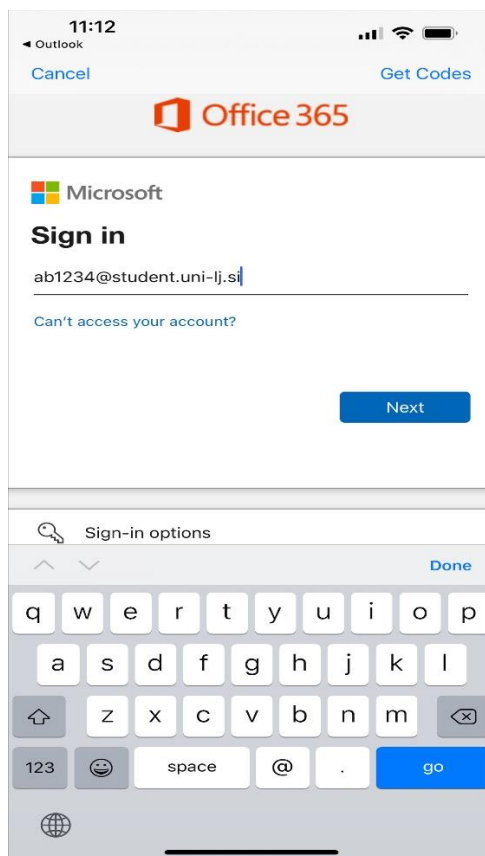 11:12
◀ Outlook
Cancel Get Codes
Office 365
Microsoft
Sign in
ab1234@student.uni-lj.si
Can't access your account?
Next
Sign-in options
Done
q w e r t y u i o p
a s d f g h j k l
z x c v b n m
123 space @ . go